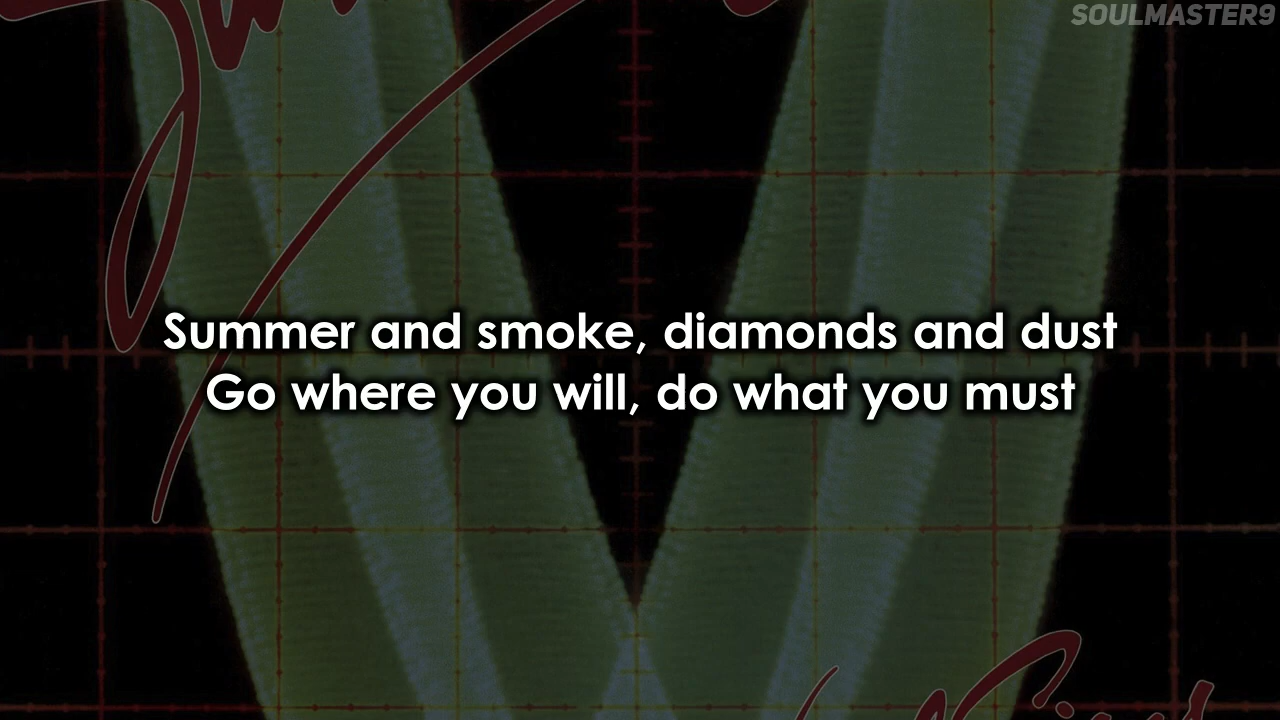 SOULMASTER9
Summer and smoke, diamonds and dust
Go where you will, do what you must